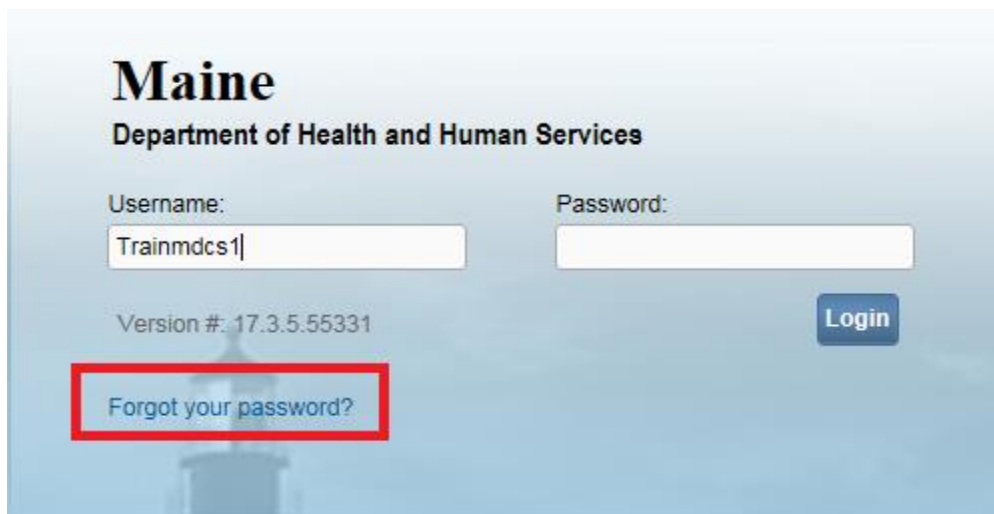 Maine
Department of Health and Human Services
Username:
Password:
Trainmdcs1
Version #: 17.3.5.55331
Login
Forgot your password?